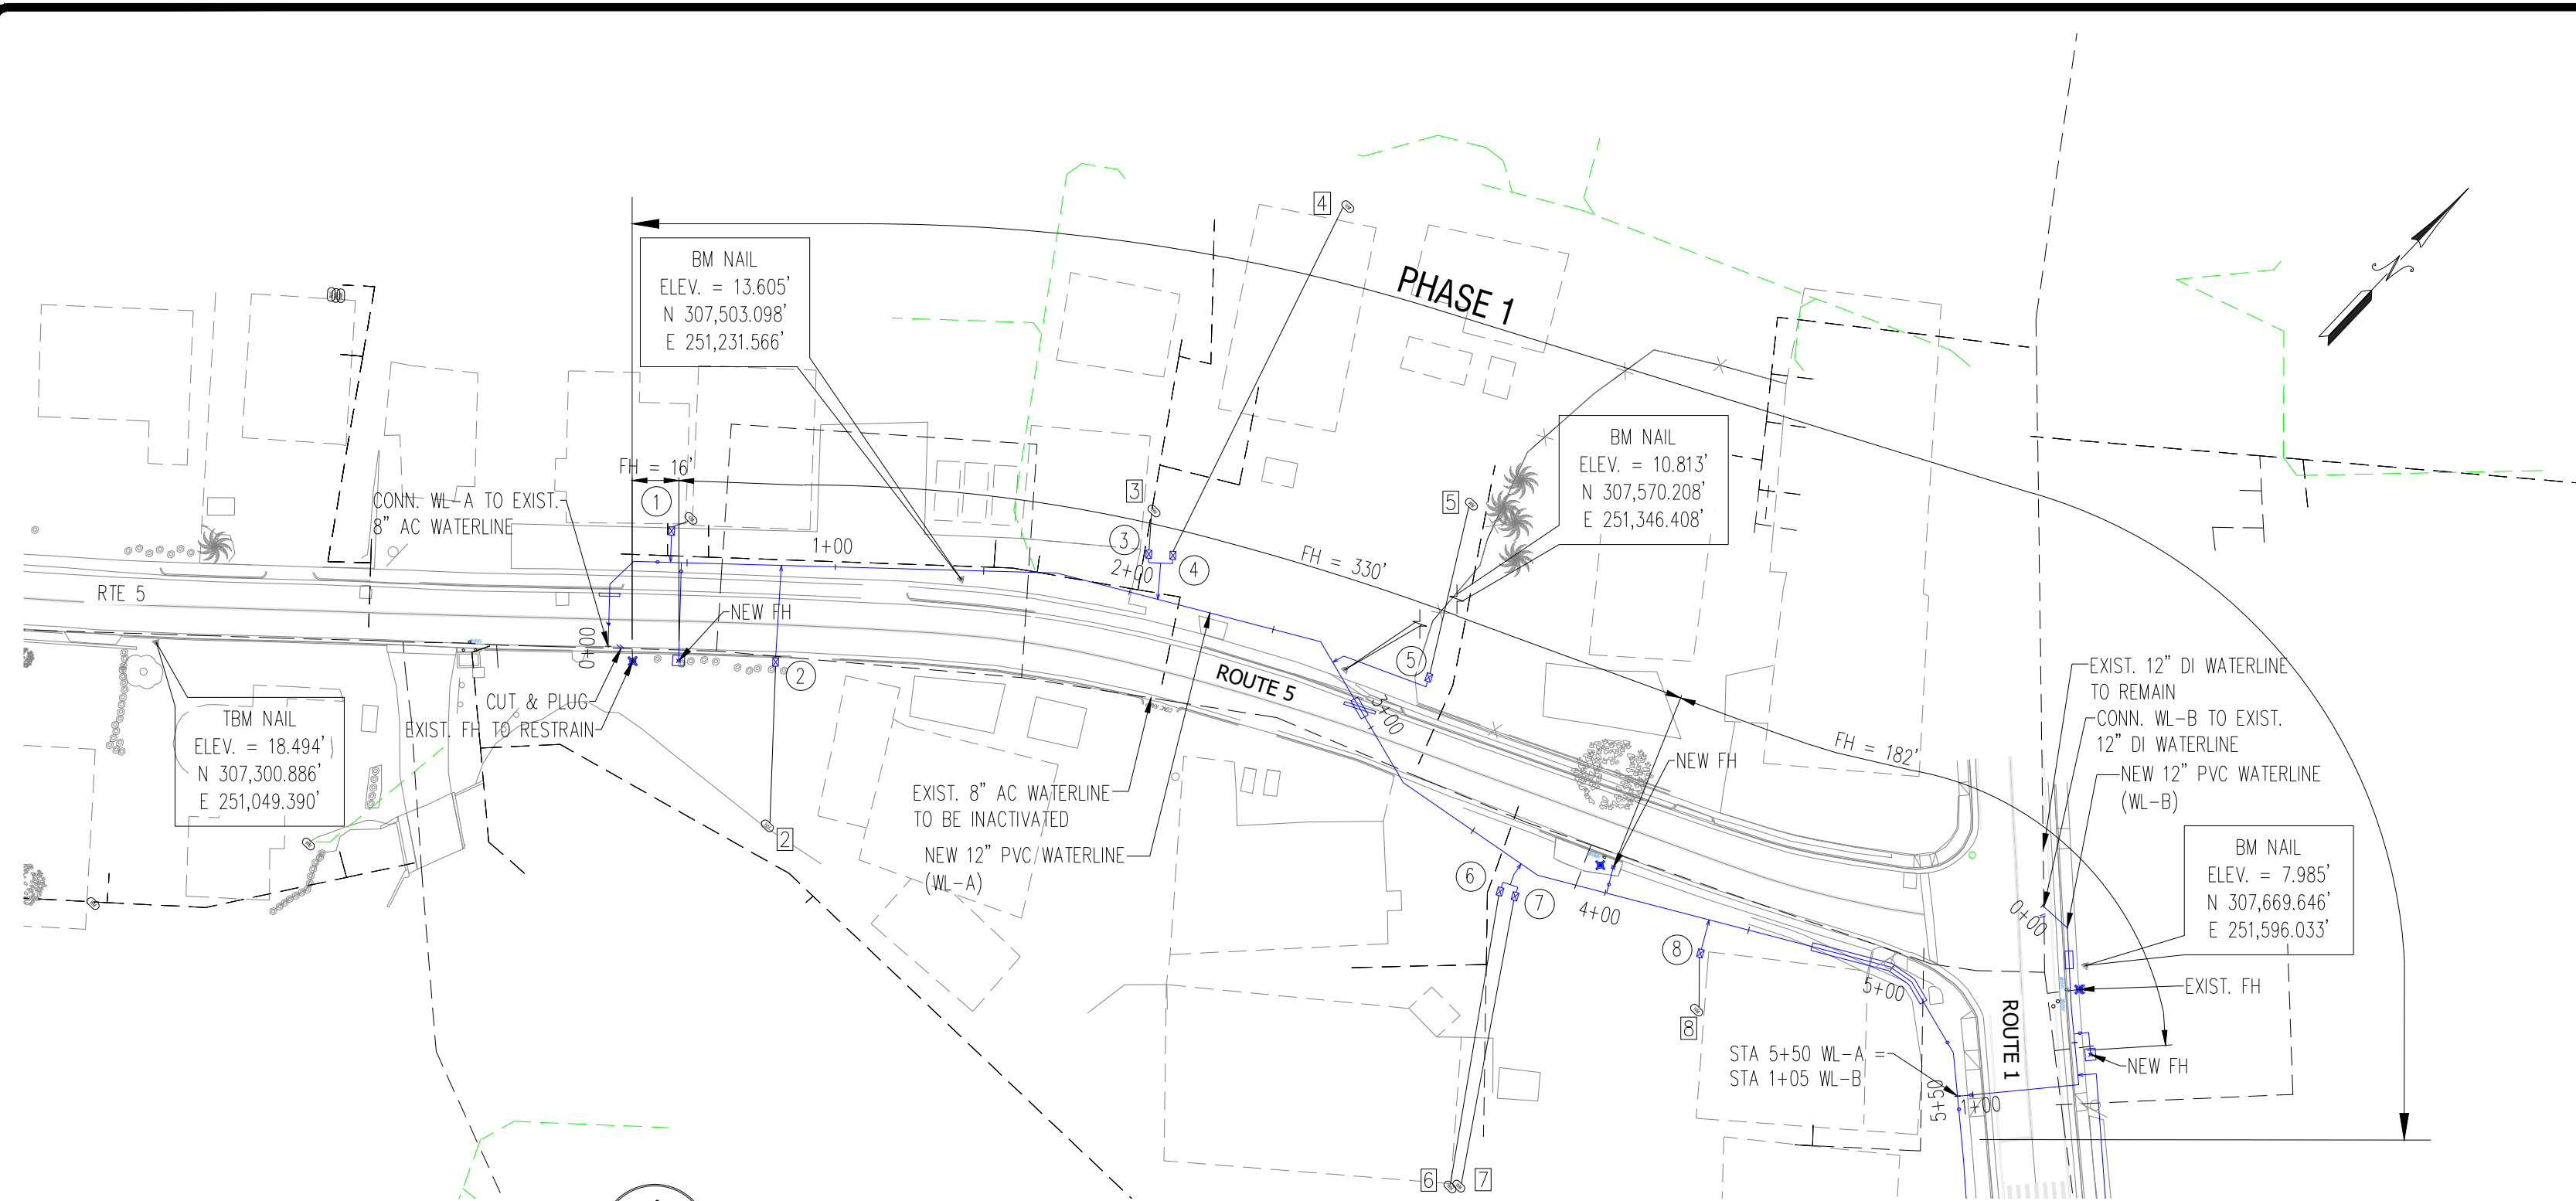 4
BM NAIL
ELEV. = 13.605'
N 307,503.098'
E 251,231.566'
PHASE 1
N
BM NAIL
ELEV. = 10.813'
N 307,570.208'
E 251,346.408'
FH = 16'
1
3
5
CONN. WL-A TO EXIST.
8" AC WATERLINE
1+00
3
2+00
4
FH = 330'
RTE 5
NEW FH
0+00
2
5
ROUTE 5
3+00
CUT & PLUG
EXIST. FH TO RESTRAIN
TBM NAIL
ELEV. = 18.494'
N 307,300.886'
E 251,049.390'
2
EXIST. 8" AC WATERLINE
TO BE INACTIVATED
NEW 12" PVC WATERLINE
(WL-A)
NEW FH
FH = 182'
EXIST. 12" DI WATERLINE
TO REMAIN
CONN. WL-B TO EXIST.
12" DI WATERLINE
NEW 12" PVC WATERLINE
(WL-B)
BM NAIL
ELEV. = 7.985'
N 307,669.646'
E 251,596.033'
6
7
4+00
8
0+00
5+00
EXIST. FH
8
ROUTE 1
STA 5+50 WL-A =
STA 1+05 WL-B
NEW FH
5+50
1+00
6
7